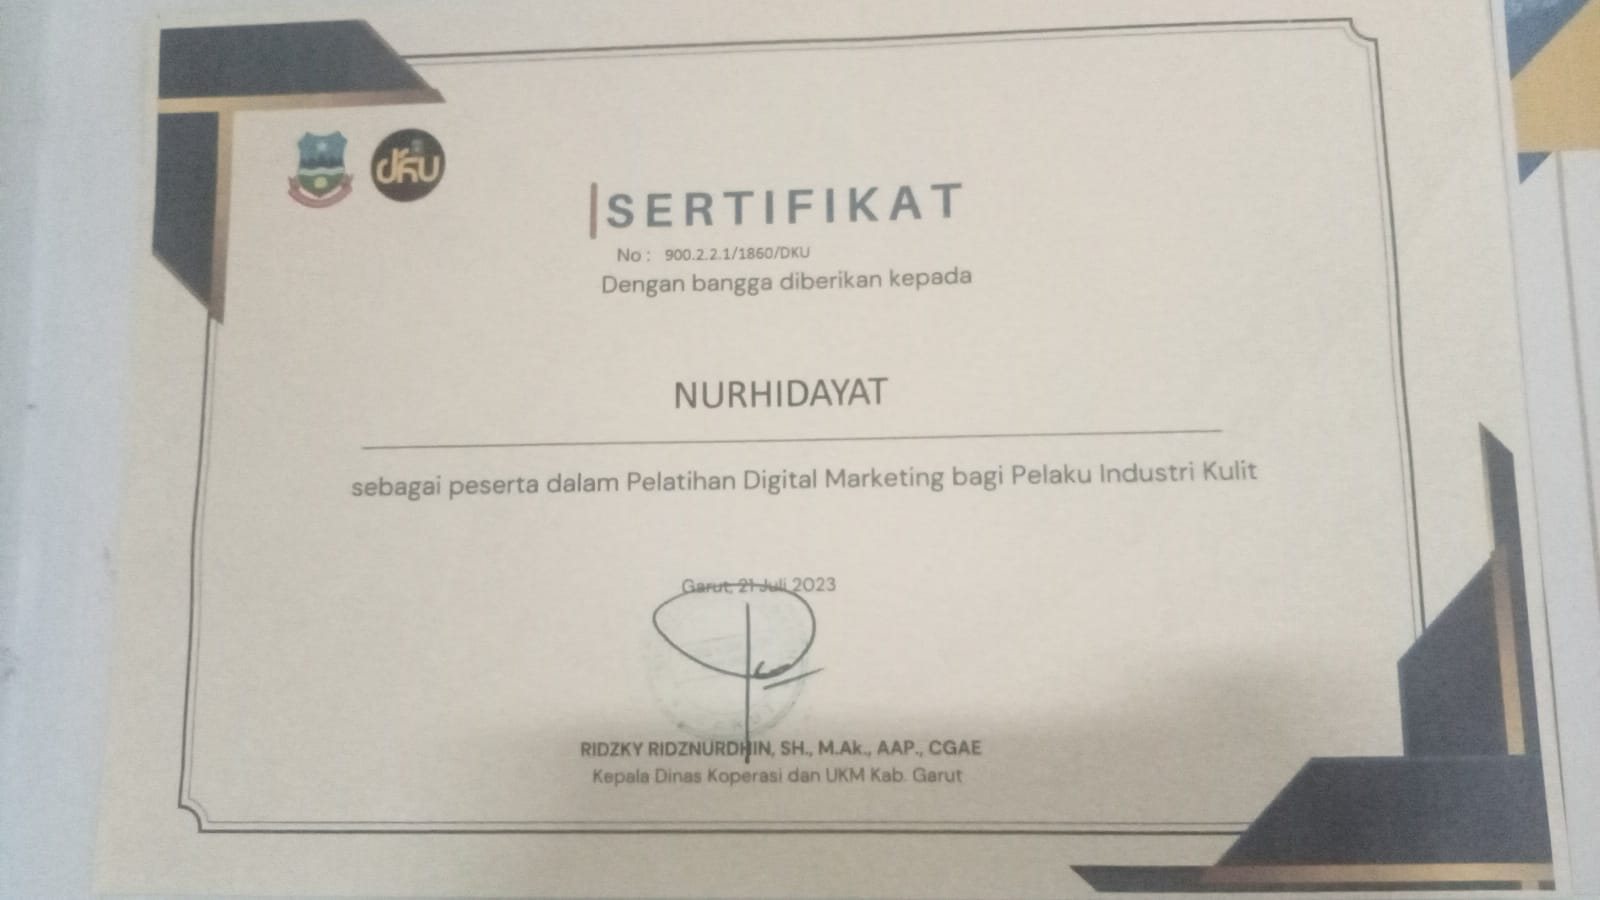 dku
SERTIFIKAT
No : 900.2.2.1/1860/DKU
Dengan bangga diberikan kepada
NURHIDAYAT
sebagai peserta dalam Pelatihan Digital Marketing bagi Pelaku Industri Kulit
Garut, 21 Juli 2023
RIDZKY RIDZNURDHIN, SH., M.Ak., AAP., CGAE
Kepala Dinas Koperasi dan UKM Kab. Garut